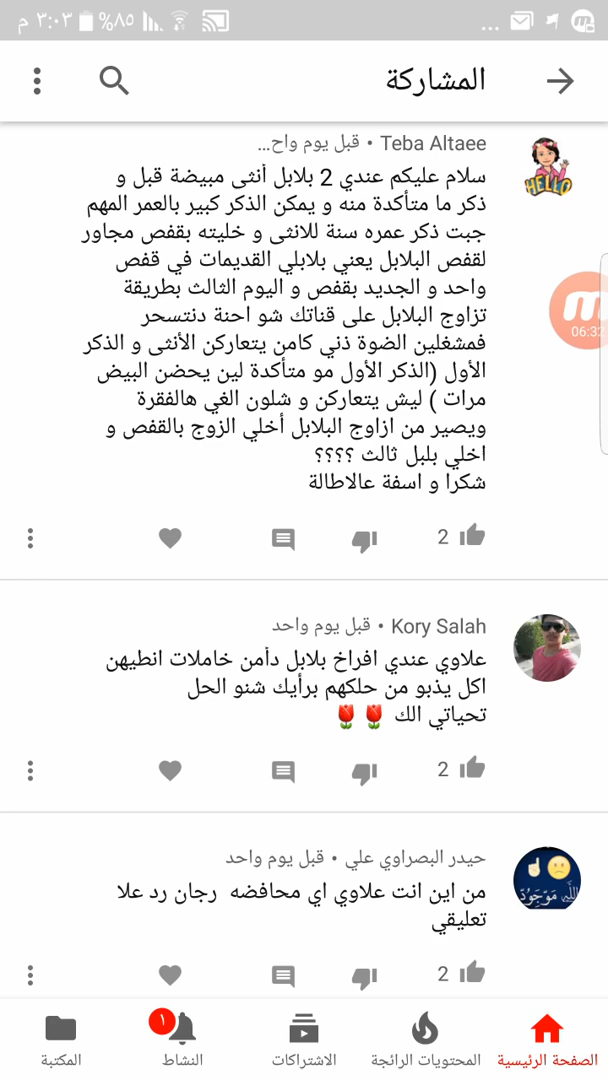 ٣:٠٣ م
%٨٥
المشاركة
Teba Altaee • قبل يوم واح...
سلام عليكم عندي 2 بلابل أنثى مبيضة قبل و
ذكر ما متأكدة منه و يمكن الذكر كبير بالعمر المهم
جبت ذكر عمره سنة للانثى و خليته بقفص مجاور
لقفص البلابل يعني بلابلي القديمات في قفص
واحد و الجديد بقفص و اليوم الثالث بطريقة
تزاوج البلابل على قناتك شو احنة دنتسحر
فمشغلين الضوة ذني كامن يتعاركن الأنثى و الذكر
الأول (الذكر الأول مو متأكدة لين يحضن البيض
مرات ) ليش يتعاركن و شلون الغي هالفقرة
ويصير من ازاوج البلابل أخلي الزوج بالقفص و
اخلي بلبل ثالث ؟؟؟؟
شكرا و اسفة عالاطالة
HELLO
06:32
2
Kory Salah • قبل يوم واحد
علاوي عندي افراخ بلابل دأمن خاملات انطيهن
اكل يذبو من حلكهم برأيك شنو الحل
تحياتي الك 🌷 🌷
2
حيدر البصراوي علي • قبل يوم واحد
من اين انت علاوي اي محافضه رجان رد علا
تعليقي
الله موجود
2
الصفحة الرئيسية
المحتويات الرائجة
الاشتراكات
١
النشاط
المكتبة